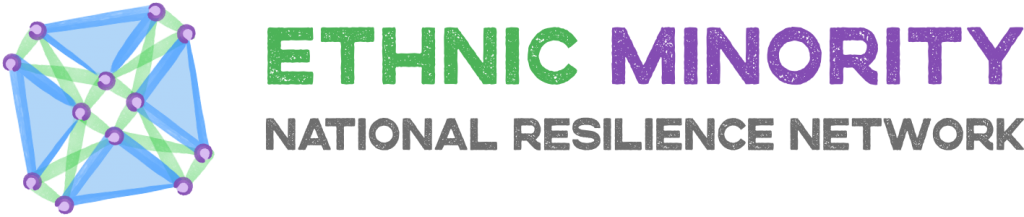 ETHNIC MINORITY
NATIONAL RESILIENCE NETWORK